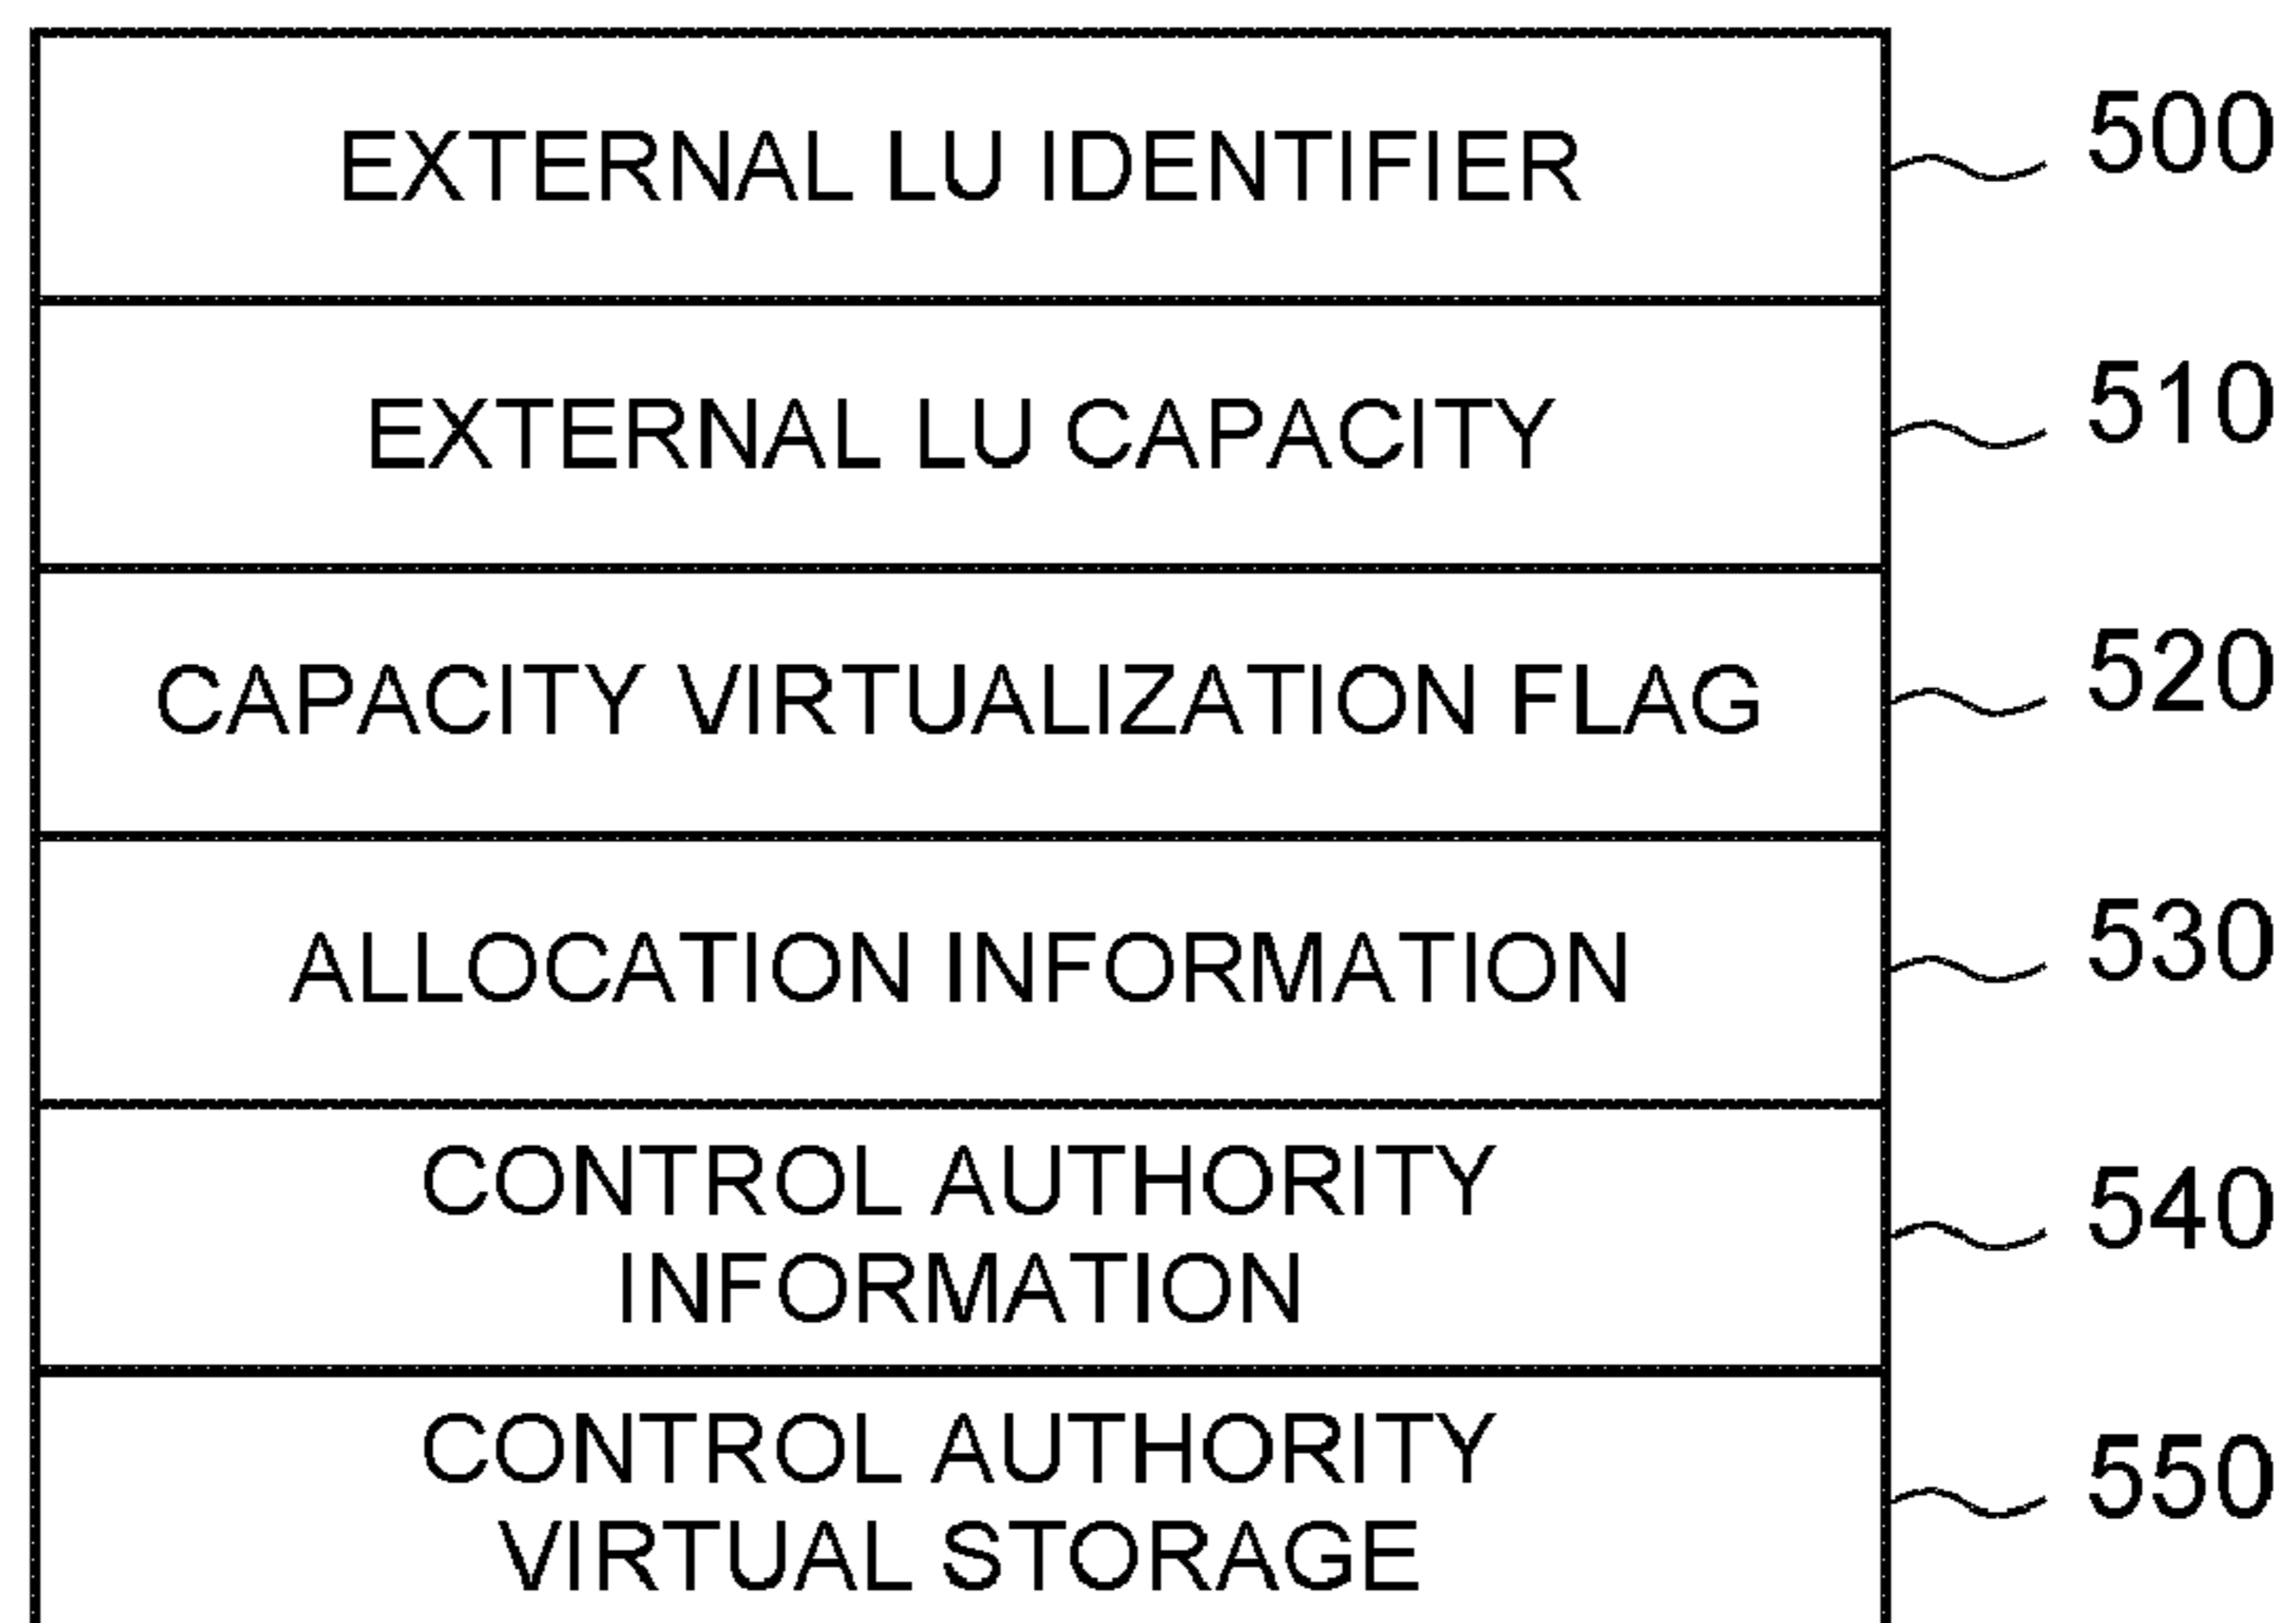 EXTERNAL LU IDENTIFIER 500
EXTERNAL LU CAPACITY 510
CAPACITY VIRTUALIZATION FLAG 520
ALLOCATION INFORMATION 530
CONTROL AUTHORITY
INFORMATION 540
CONTROL AUTHORITY
VIRTUAL STORAGE 550